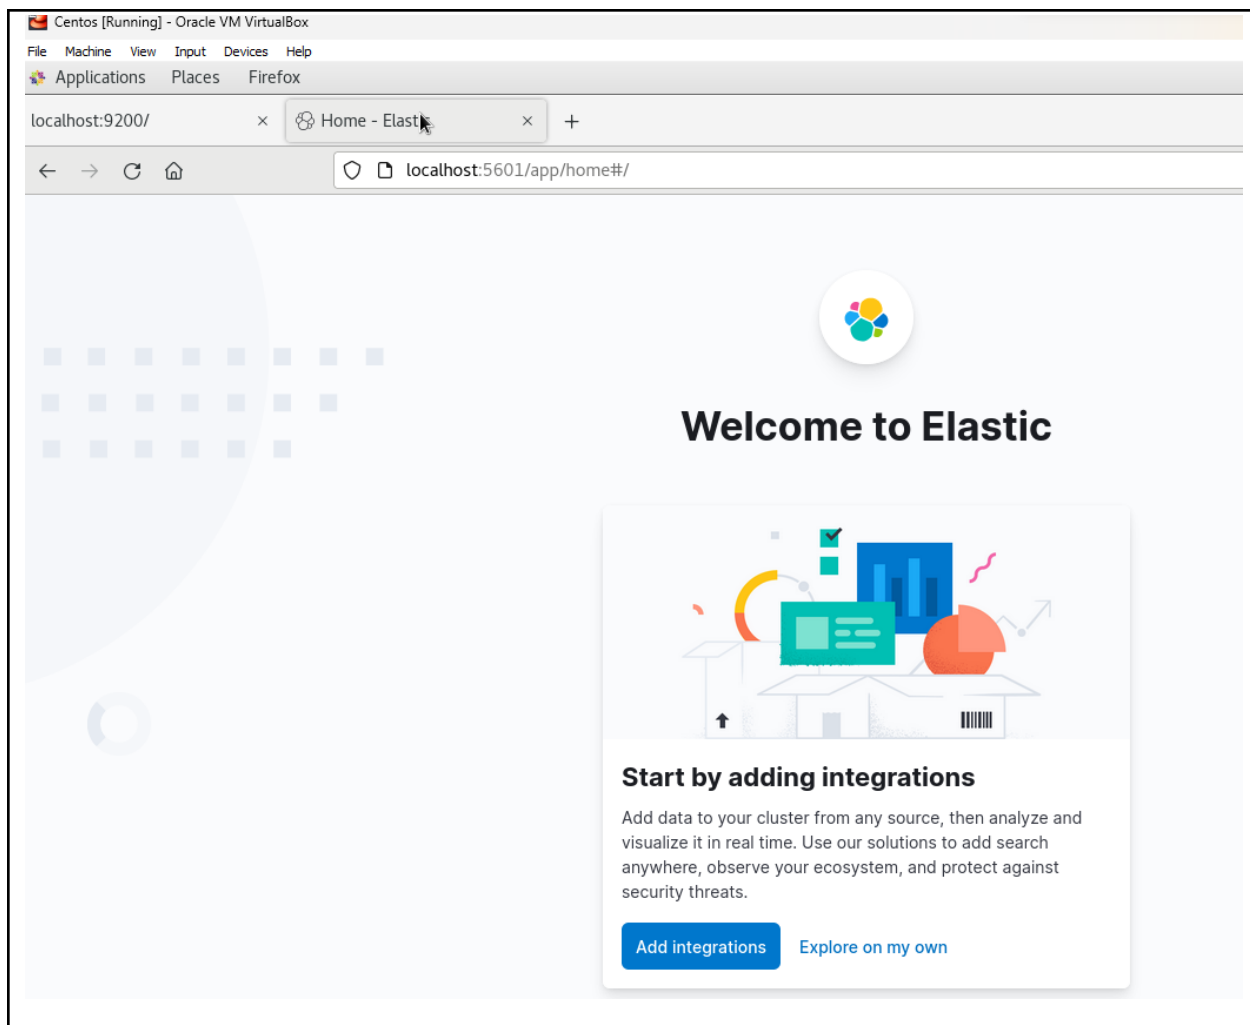 Centos [Running] - Oracle VM VirtualBox
File Machine View Input Devices Help
Applications Places Firefox
localhost:9200/ × Home - Elastic × +
localhost:5601/app/home#/
Welcome to Elastic
Start by adding integrations
Add data to your cluster from any source, then analyze and
visualize it in real time. Use our solutions to add search
anywhere, observe your ecosystem, and protect against
security threats.
Add integrations Explore on my own